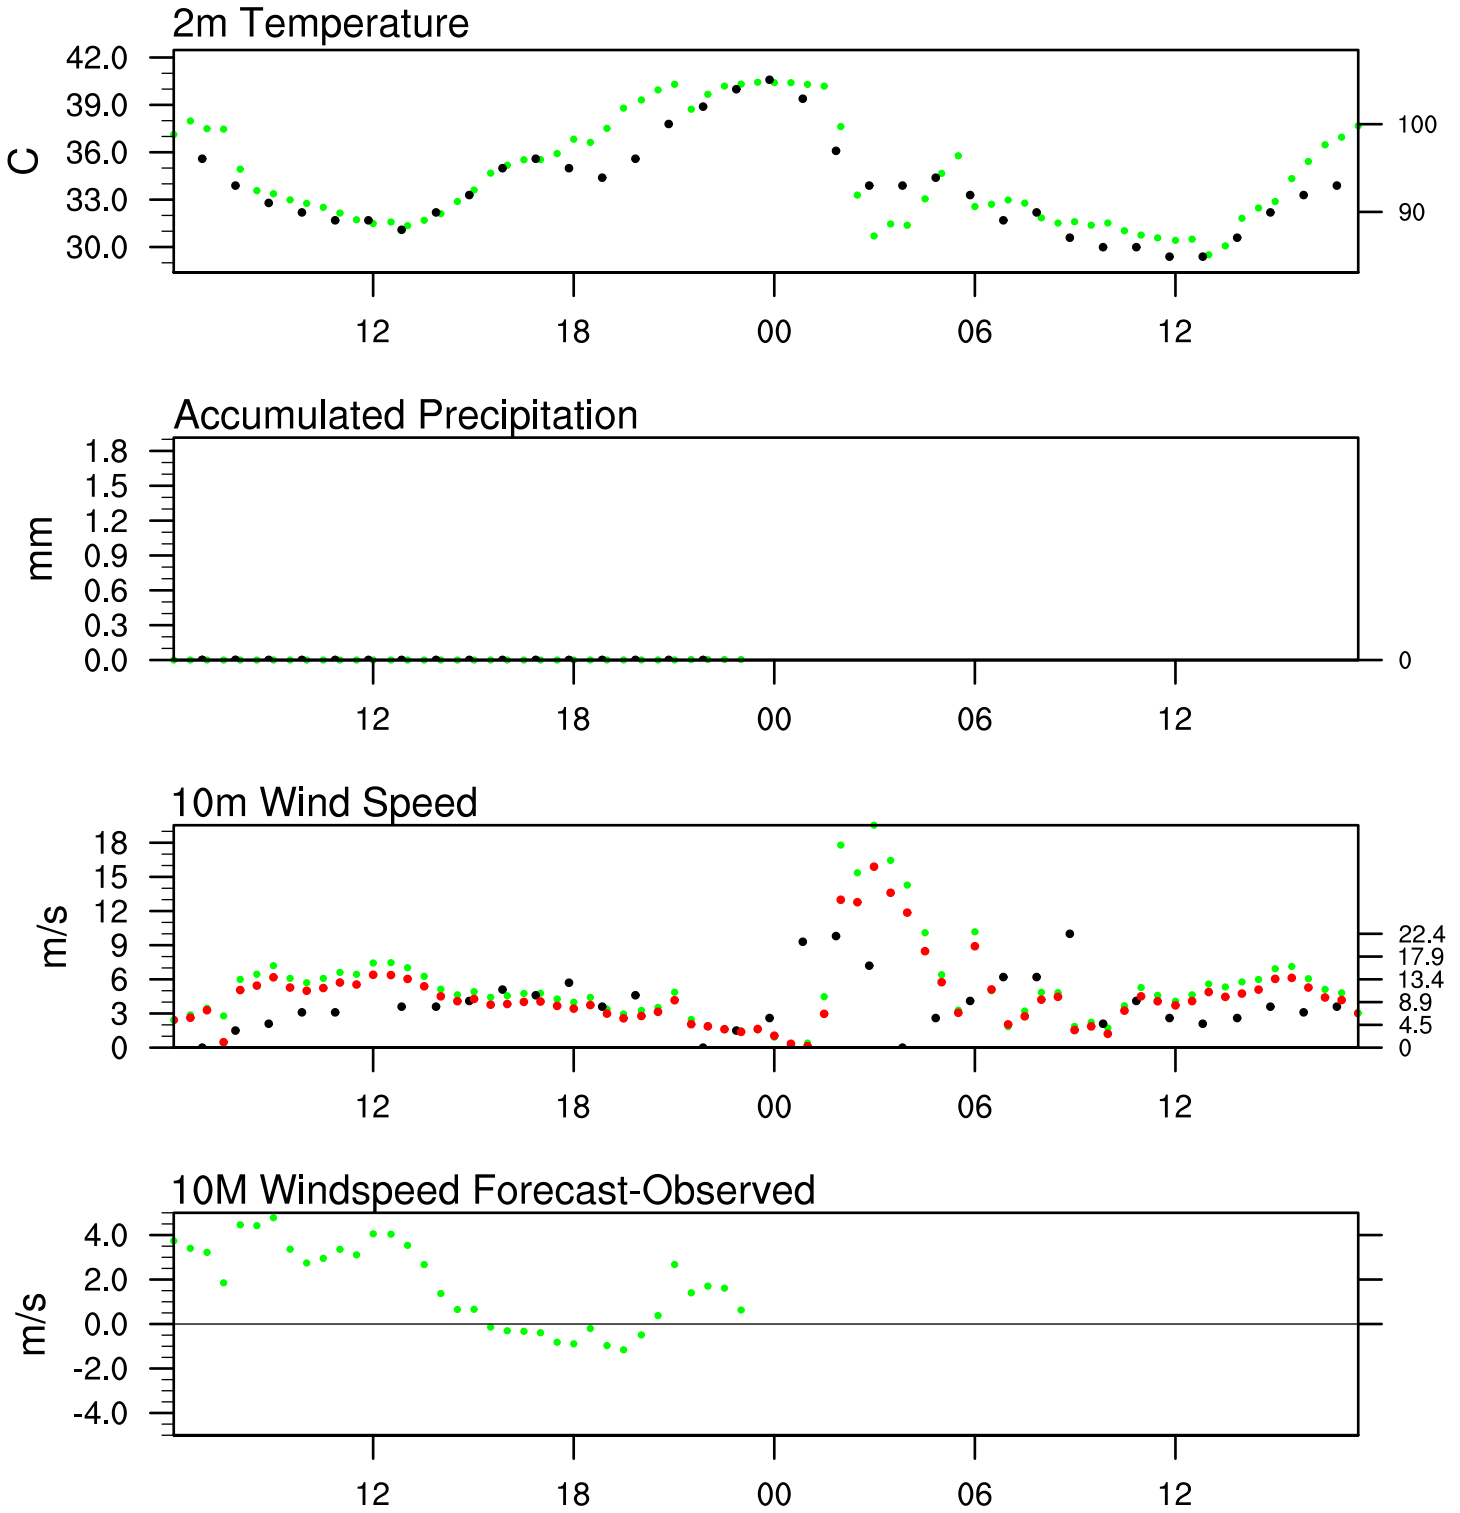 2m Temperature
42.0
39.0
36.0
33.0
30.0
C
100
90
12 18 00 06 12
Accumulated Precipitation
1.8
1.5
1.2
0.9
0.6
0.3
0.0
mm
0
12 18 00 06 12
10m Wind Speed
18
15
12
9
6
3
0
m/s
22.4
17.9
13.4
8.9
4.5
0
12 18 00 06 12
10M Windspeed Forecast-Observed
4.0
2.0
0.0
-2.0
-4.0
m/s
12 18 00 06 12